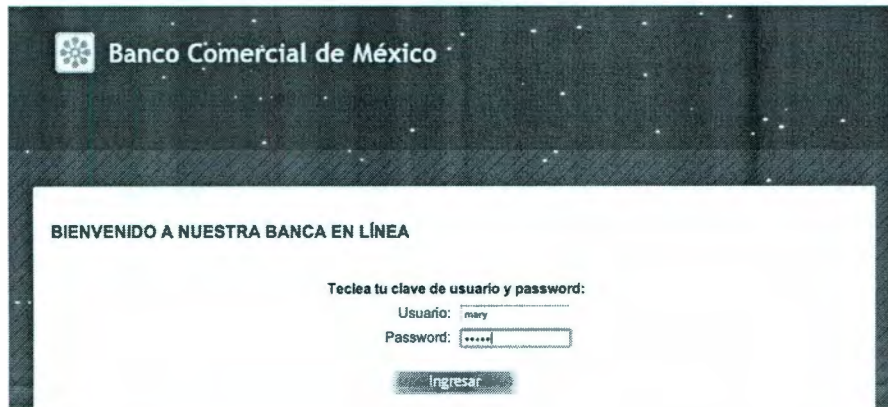 Banco Comercial de México
BIENVENIDO A NUESTRA BANCA EN LÍNEA
Teclea tu clave de usuario y password:
Usuario: mary
Password: •••••
Ingresar